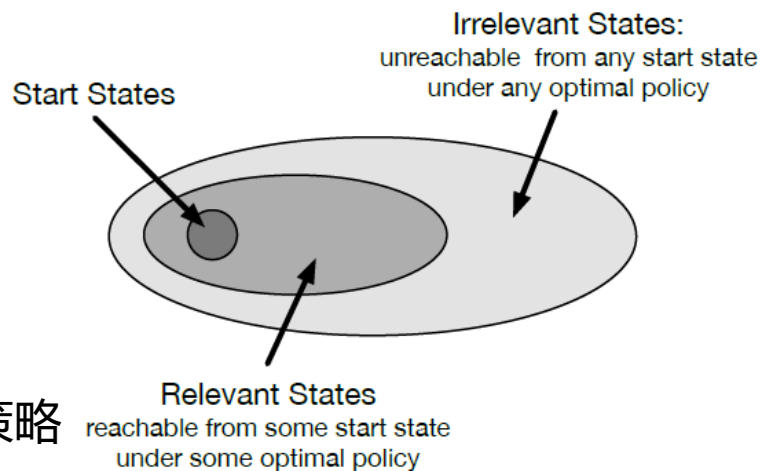 Irrelevant States:
unreachable from any start state
under any optimal policy
Start States
Relevant States
reachable from some start state
under some optimal policy
策略